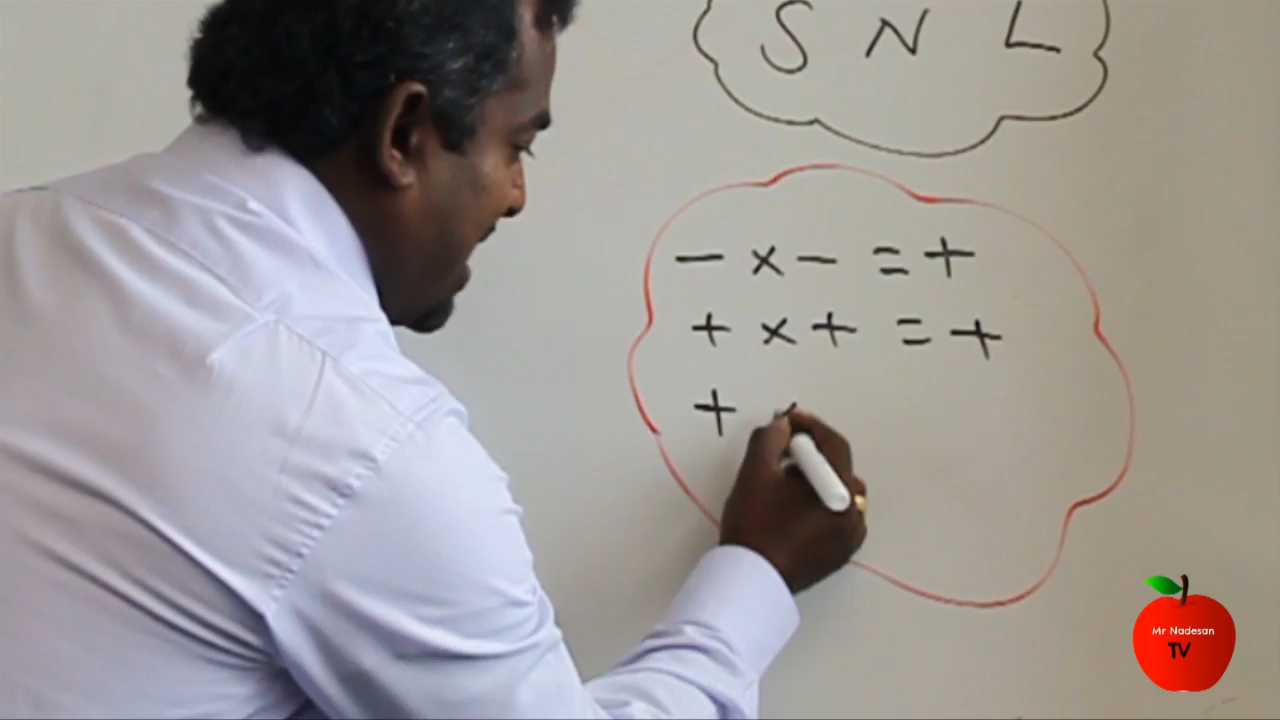 S N L
- x - = +
+ x + = +
+
Mr Nadesan
TV